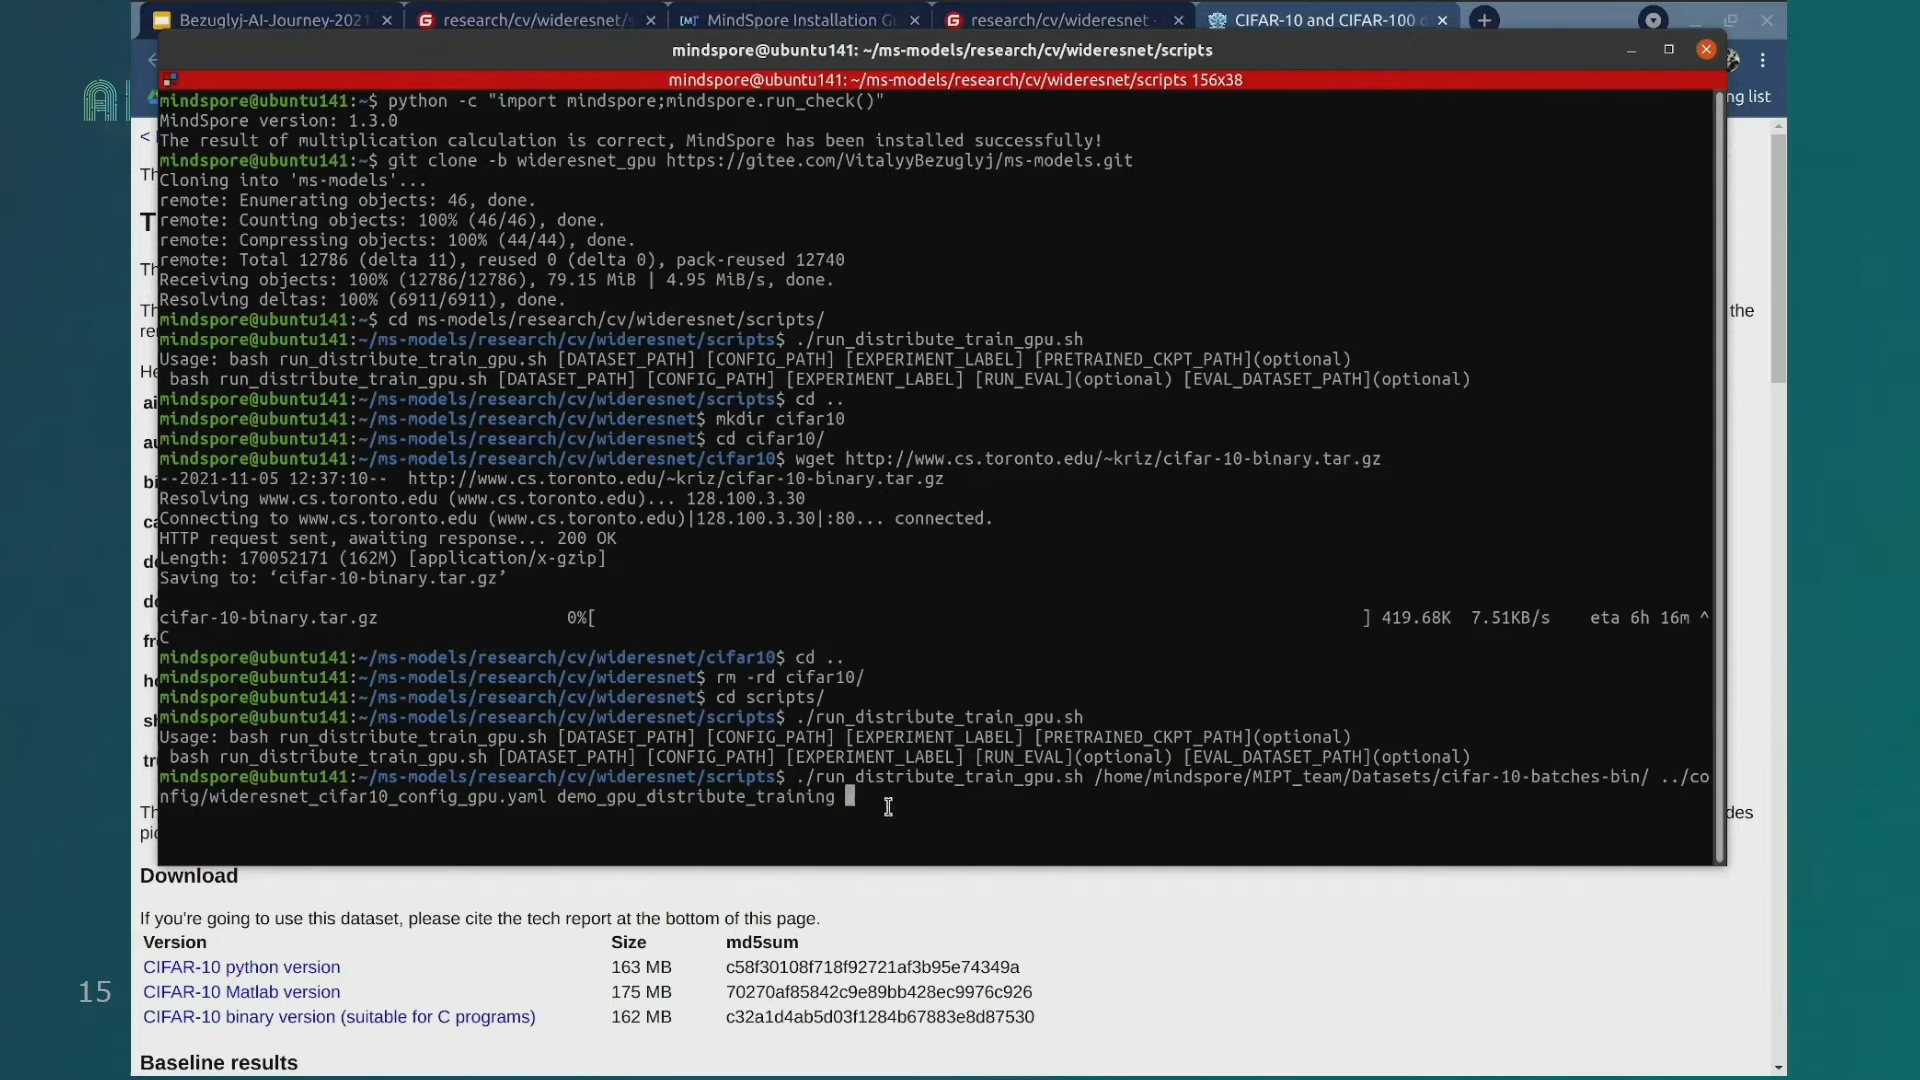 Bezuglyj-AI-Journey-2021
research/cv/wideresnet/s
MindSpore Installation G
research/cv/wideresnet
CIFAR-10 and CIFAR-100 d
mindspore@ubuntu141: ~/ms-models/research/cv/wideresnet/scripts
mindspore@ubuntu141: ~/ms-models/research/cv/wideresnet/scripts 156x38
ng list
mindspore@ubuntu141:~$ python -c "import mindspore;mindspore.run_check()"
MindSpore version: 1.3.0
The result of multiplication calculation is correct, MindSpore has been installed successfully!
mindspore@ubuntu141:~$ git clone -b wideresnet_gpu https://gitee.com/VitalyyBezuglyj/ms-models.git
Cloning into 'ms-models'...
remote: Enumerating objects: 46, done.
remote: Counting objects: 100% (46/46), done.
remote: Compressing objects: 100% (44/44), done.
remote: Total 12786 (delta 11), reused 0 (delta 0), pack-reused 12740
Receiving objects: 100% (12786/12786), 79.15 MiB | 4.95 MiB/s, done.
Resolving deltas: 100% (6911/6911), done.
mindspore@ubuntu141:~$ cd ms-models/research/cv/wideresnet/scripts/
mindspore@ubuntu141:~/ms-models/research/cv/wideresnet/scripts$ ./run_distribute_train_gpu.sh
Usage: bash run_distribute_train_gpu.sh [DATASET_PATH] [CONFIG_PATH] [EXPERIMENT_LABEL] [PRETRAINED_CKPT_PATH](optional)
bash run_distribute_train_gpu.sh [DATASET_PATH] [CONFIG_PATH] [EXPERIMENT_LABEL] [RUN_EVAL](optional) [EVAL_DATASET_PATH](optional)
mindspore@ubuntu141:~/ms-models/research/cv/wideresnet/scripts$ cd ..
mindspore@ubuntu141:~/ms-models/research/cv/wideresnet$ mkdir cifar10
mindspore@ubuntu141:~/ms-models/research/cv/wideresnet$ cd cifar10/
mindspore@ubuntu141:~/ms-models/research/cv/wideresnet/cifar10$ wget http://www.cs.toronto.edu/~kriz/cifar-10-binary.tar.gz
--2021-11-05 12:37:10-- http://www.cs.toronto.edu/~kriz/cifar-10-binary.tar.gz
Resolving www.cs.toronto.edu (www.cs.toronto.edu)... 128.100.3.30
Connecting to www.cs.toronto.edu (www.cs.toronto.edu)|128.100.3.30|:80... connected.
HTTP request sent, awaiting response... 200 OK
Length: 170052171 (162M) [application/x-gzip]
Saving to: ‘cifar-10-binary.tar.gz’
cifar-10-binary.tar.gz 0%[ ] 419.68K 7.51KB/s eta 6h 16m ^
C
mindspore@ubuntu141:~/ms-models/research/cv/wideresnet/cifar10$ cd ..
mindspore@ubuntu141:~/ms-models/research/cv/wideresnet$ rm -rd cifar10/
mindspore@ubuntu141:~/ms-models/research/cv/wideresnet$ cd scripts/
mindspore@ubuntu141:~/ms-models/research/cv/wideresnet/scripts$ ./run_distribute_train_gpu.sh
Usage: bash run_distribute_train_gpu.sh [DATASET_PATH] [CONFIG_PATH] [EXPERIMENT_LABEL] [PRETRAINED_CKPT_PATH](optional)
bash run_distribute_train_gpu.sh [DATASET_PATH] [CONFIG_PATH] [EXPERIMENT_LABEL] [RUN_EVAL](optional) [EVAL_DATASET_PATH](optional)
mindspore@ubuntu141:~/ms-models/research/cv/wideresnet/scripts$ ./run_distribute_train_gpu.sh /home/mindspore/MIPT_team/Datasets/cifar-10-batches-bin/ ../co
nfig/wideresnet_cifar10_config_gpu.yaml demo_gpu_distribute_training
the
des
Download
If you're going to use this dataset, please cite the tech report at the bottom of this page.
Version Size md5sum
CIFAR-10 python version 163 MB c58f30108f718f92721af3b95e74349a
CIFAR-10 Matlab version 175 MB 70270af85842c9e89bb428ec9976c926
CIFAR-10 binary version (suitable for C programs) 162 MB c32a1d4ab5d03f1284b67883e8d87530
Baseline results
15